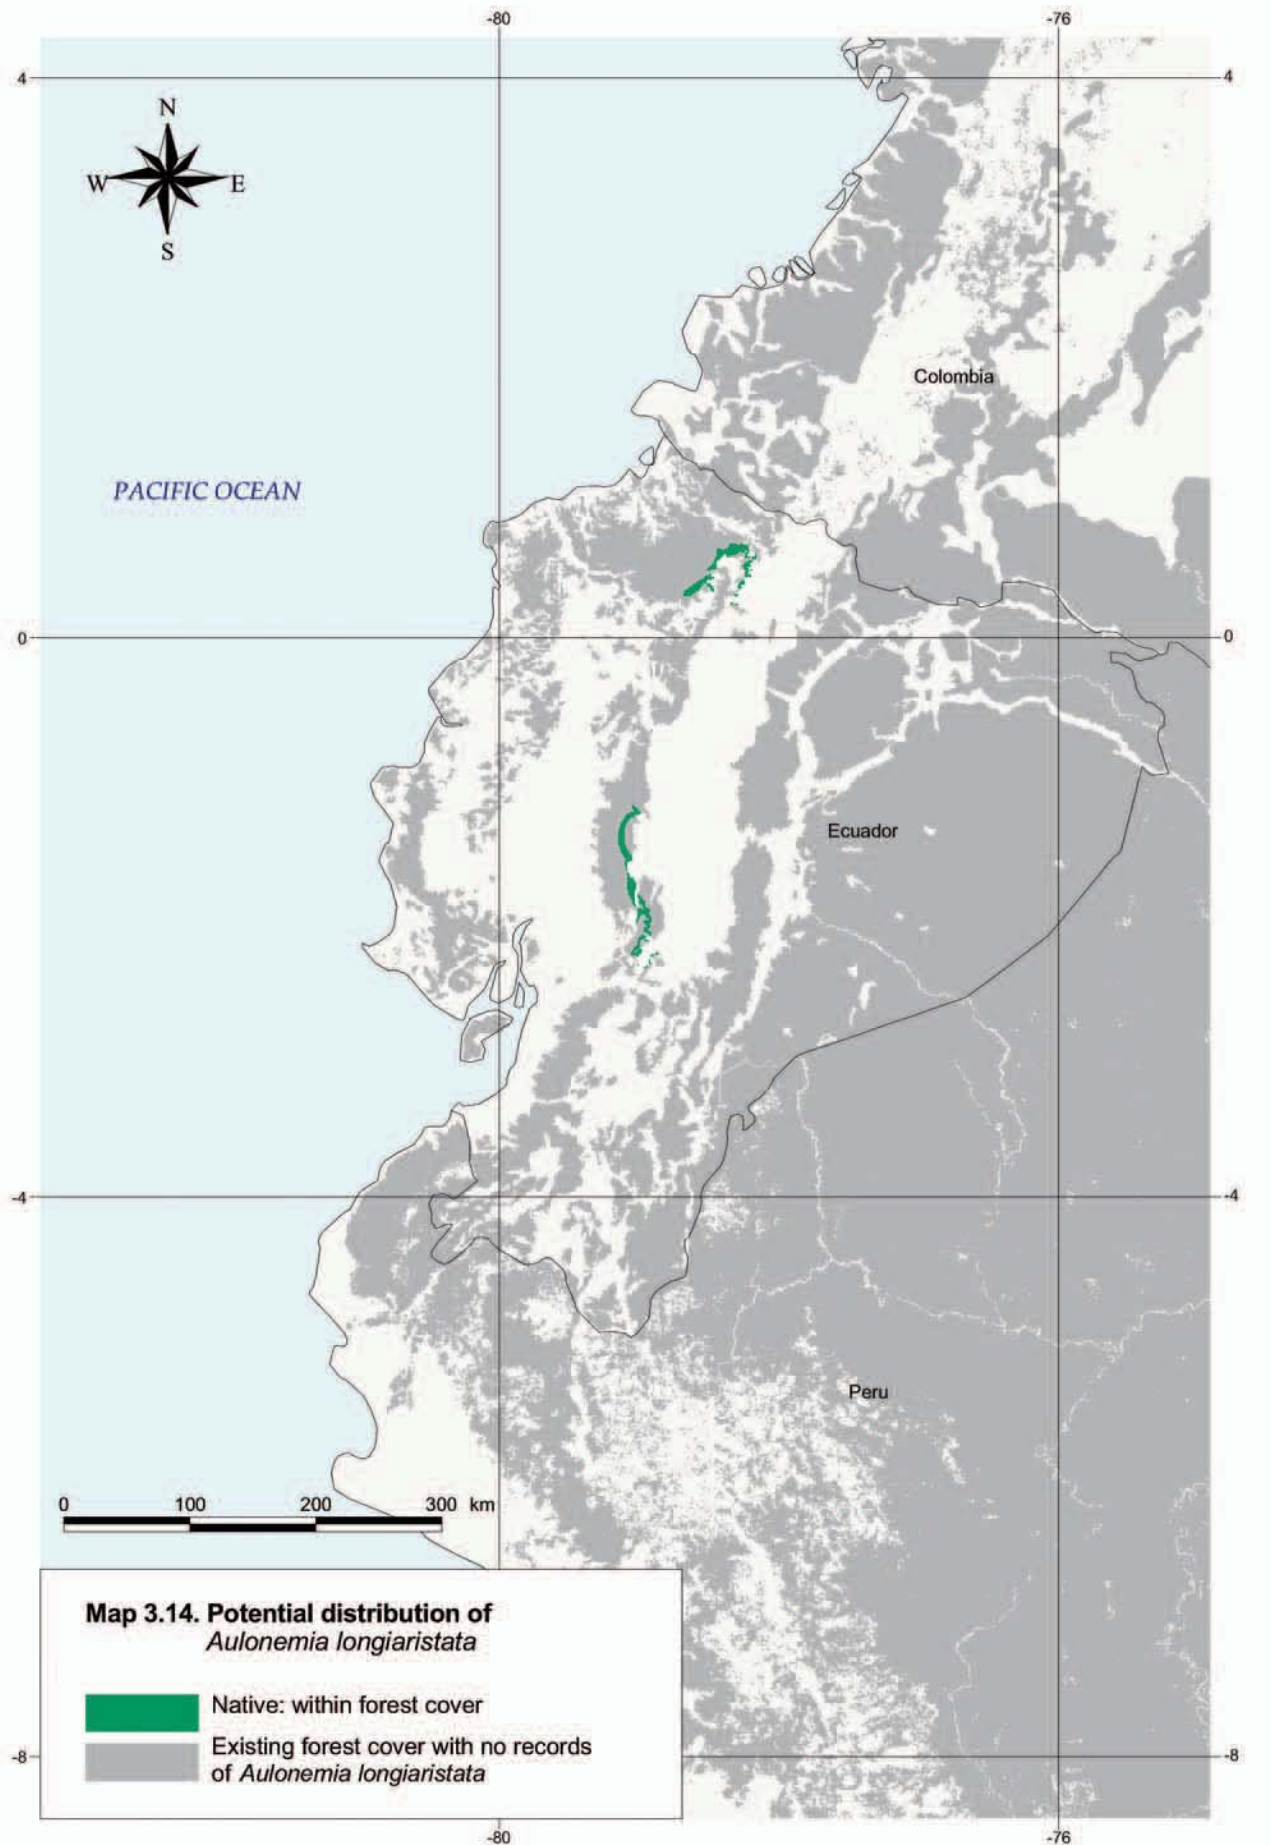 -80 -76
4 4
N
W E
S
Colombia
PACIFIC OCEAN
0 0
Ecuador
-4 -4
Peru
0 100 200 300 km
Map 3.14. Potential distribution of
Aulonemia longiaristata
Native: within forest cover
Existing forest cover with no records
of Aulonemia longiaristata
-8 -8
-80 -76